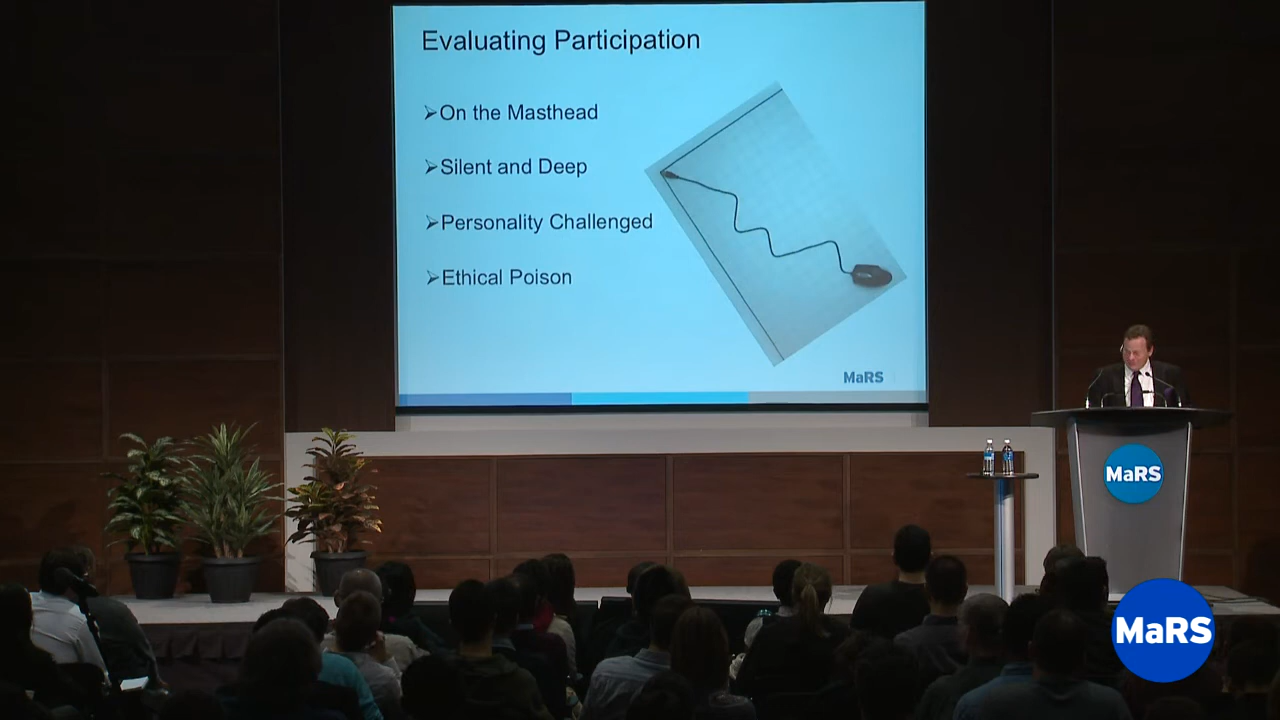 Evaluating Participation
➢On the Masthead
➢Silent and Deep
➢Personality Challenged
➢Ethical Poison
MaRS
MaRS
MaRS